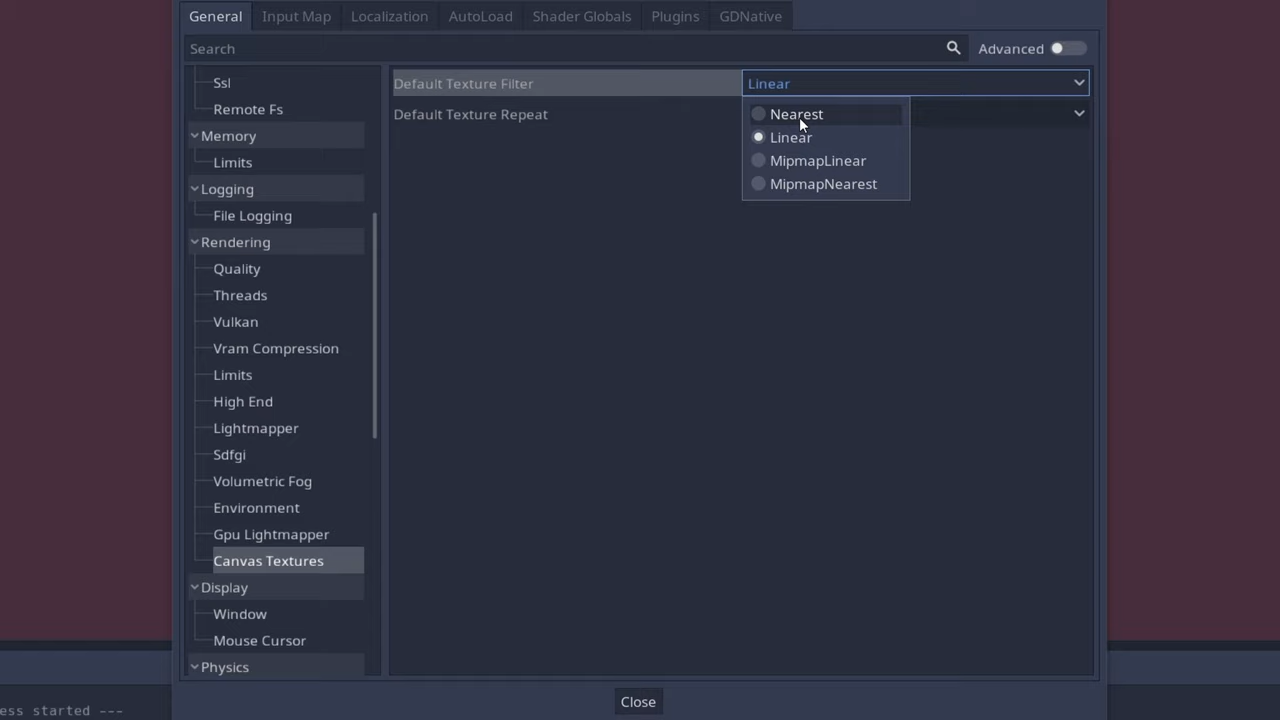 General Input Map Localization AutoLoad Shader Globals Plugins GDNative
Search Advanced
Ssl
Remote Fs
Memory
Limits
Logging
File Logging
Rendering
Quality
Threads
Vulkan
Vram Compression
Limits
High End
Lightmapper
Sdfgi
Volumetric Fog
Environment
Gpu Lightmapper
Canvas Textures
Display
Window
Mouse Cursor
Physics
Default Texture Filter Linear
Default Texture Repeat
Nearest
Linear
MipmapLinear
MipmapNearest
Close
ess started ---